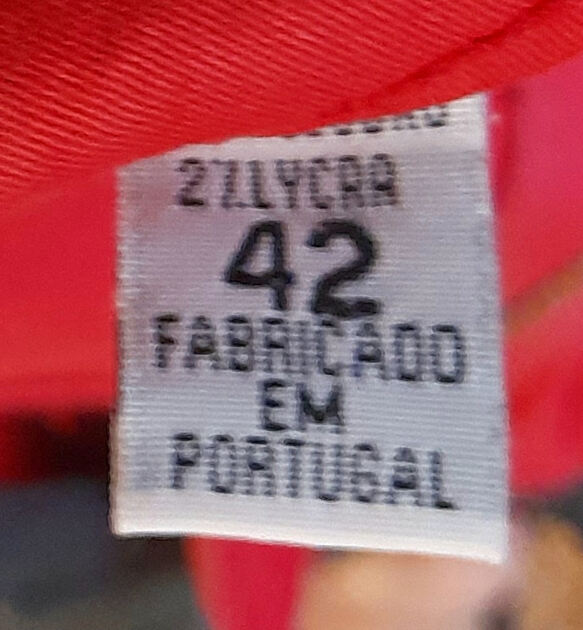 2%LYCRA
42
FABRICADO
EM
PORTUGAL